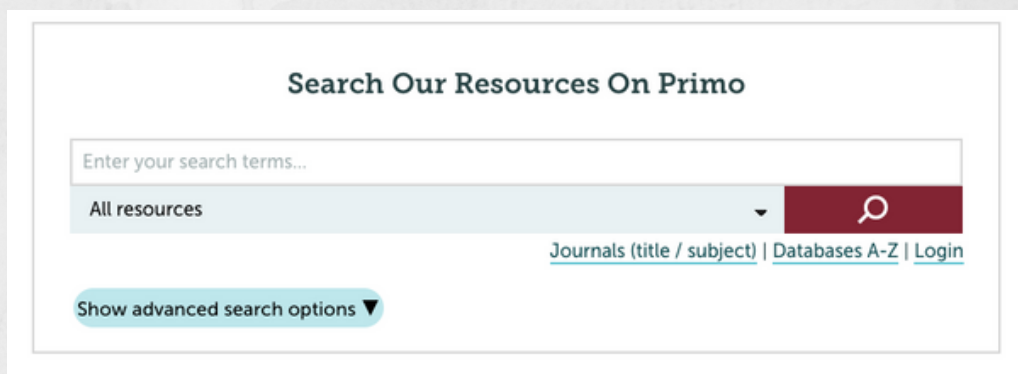 Search Our Resources On Primo
Enter your search terms...
All resources
Journals (title / subject) | Databases A-Z | Login
Show advanced search options ▼